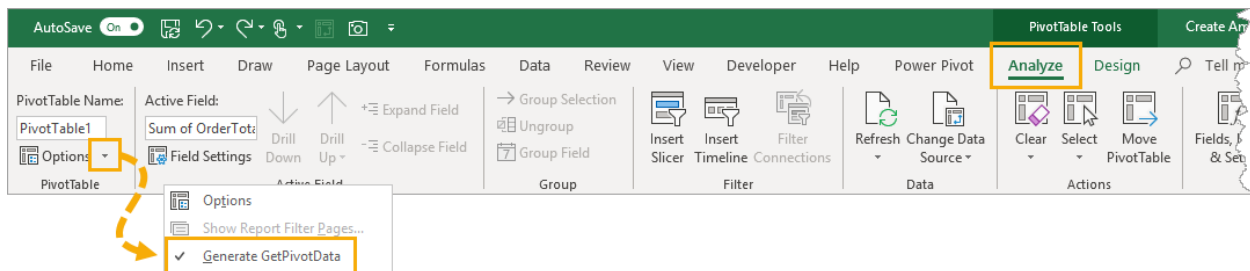 AutoSave On PivotTable Tools Create An
File Home Insert Draw Page Layout Formulas Data Review View Developer Help Power Pivot Analyze Design Tell m
PivotTable Name: Active Field: Expand Field Group Selection
PivotTable1 Sum of OrderTota Ungroup
Drill Drill Collapse Field Insert Insert Filter Refresh Change Data Clear Select Move Fields,
Options Field Settings Down Up Group Field Slicer Timeline Connections Source PivotTable & Se
PivotTable Group Filter Data Actions
Options
Show Report Filter Pages...
Generate GetPivotData